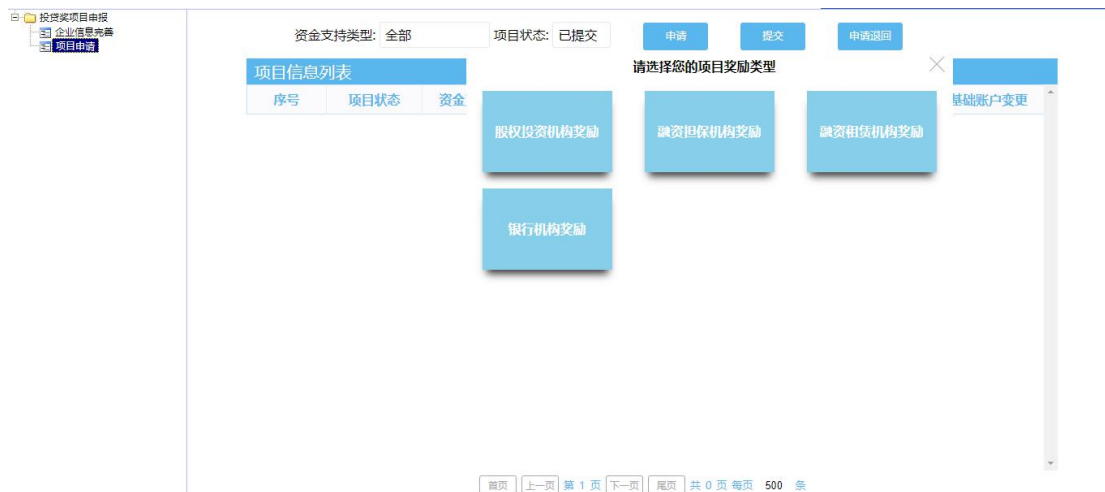 投贷奖项目申报
企业信息完善
项目申请
资金支持类型: 全部 项目状态: 已提交 申请 提交 申请退回
请选择您的项目奖励类型
项目信息列表
序号 项目状态 资金 基础账户变更
股权投资机构奖励 融资担保机构奖励 融资租赁机构奖励
银行机构奖励
首页 上一页 第 1 页 下一页 尾页 共 0 页 每页 500 条